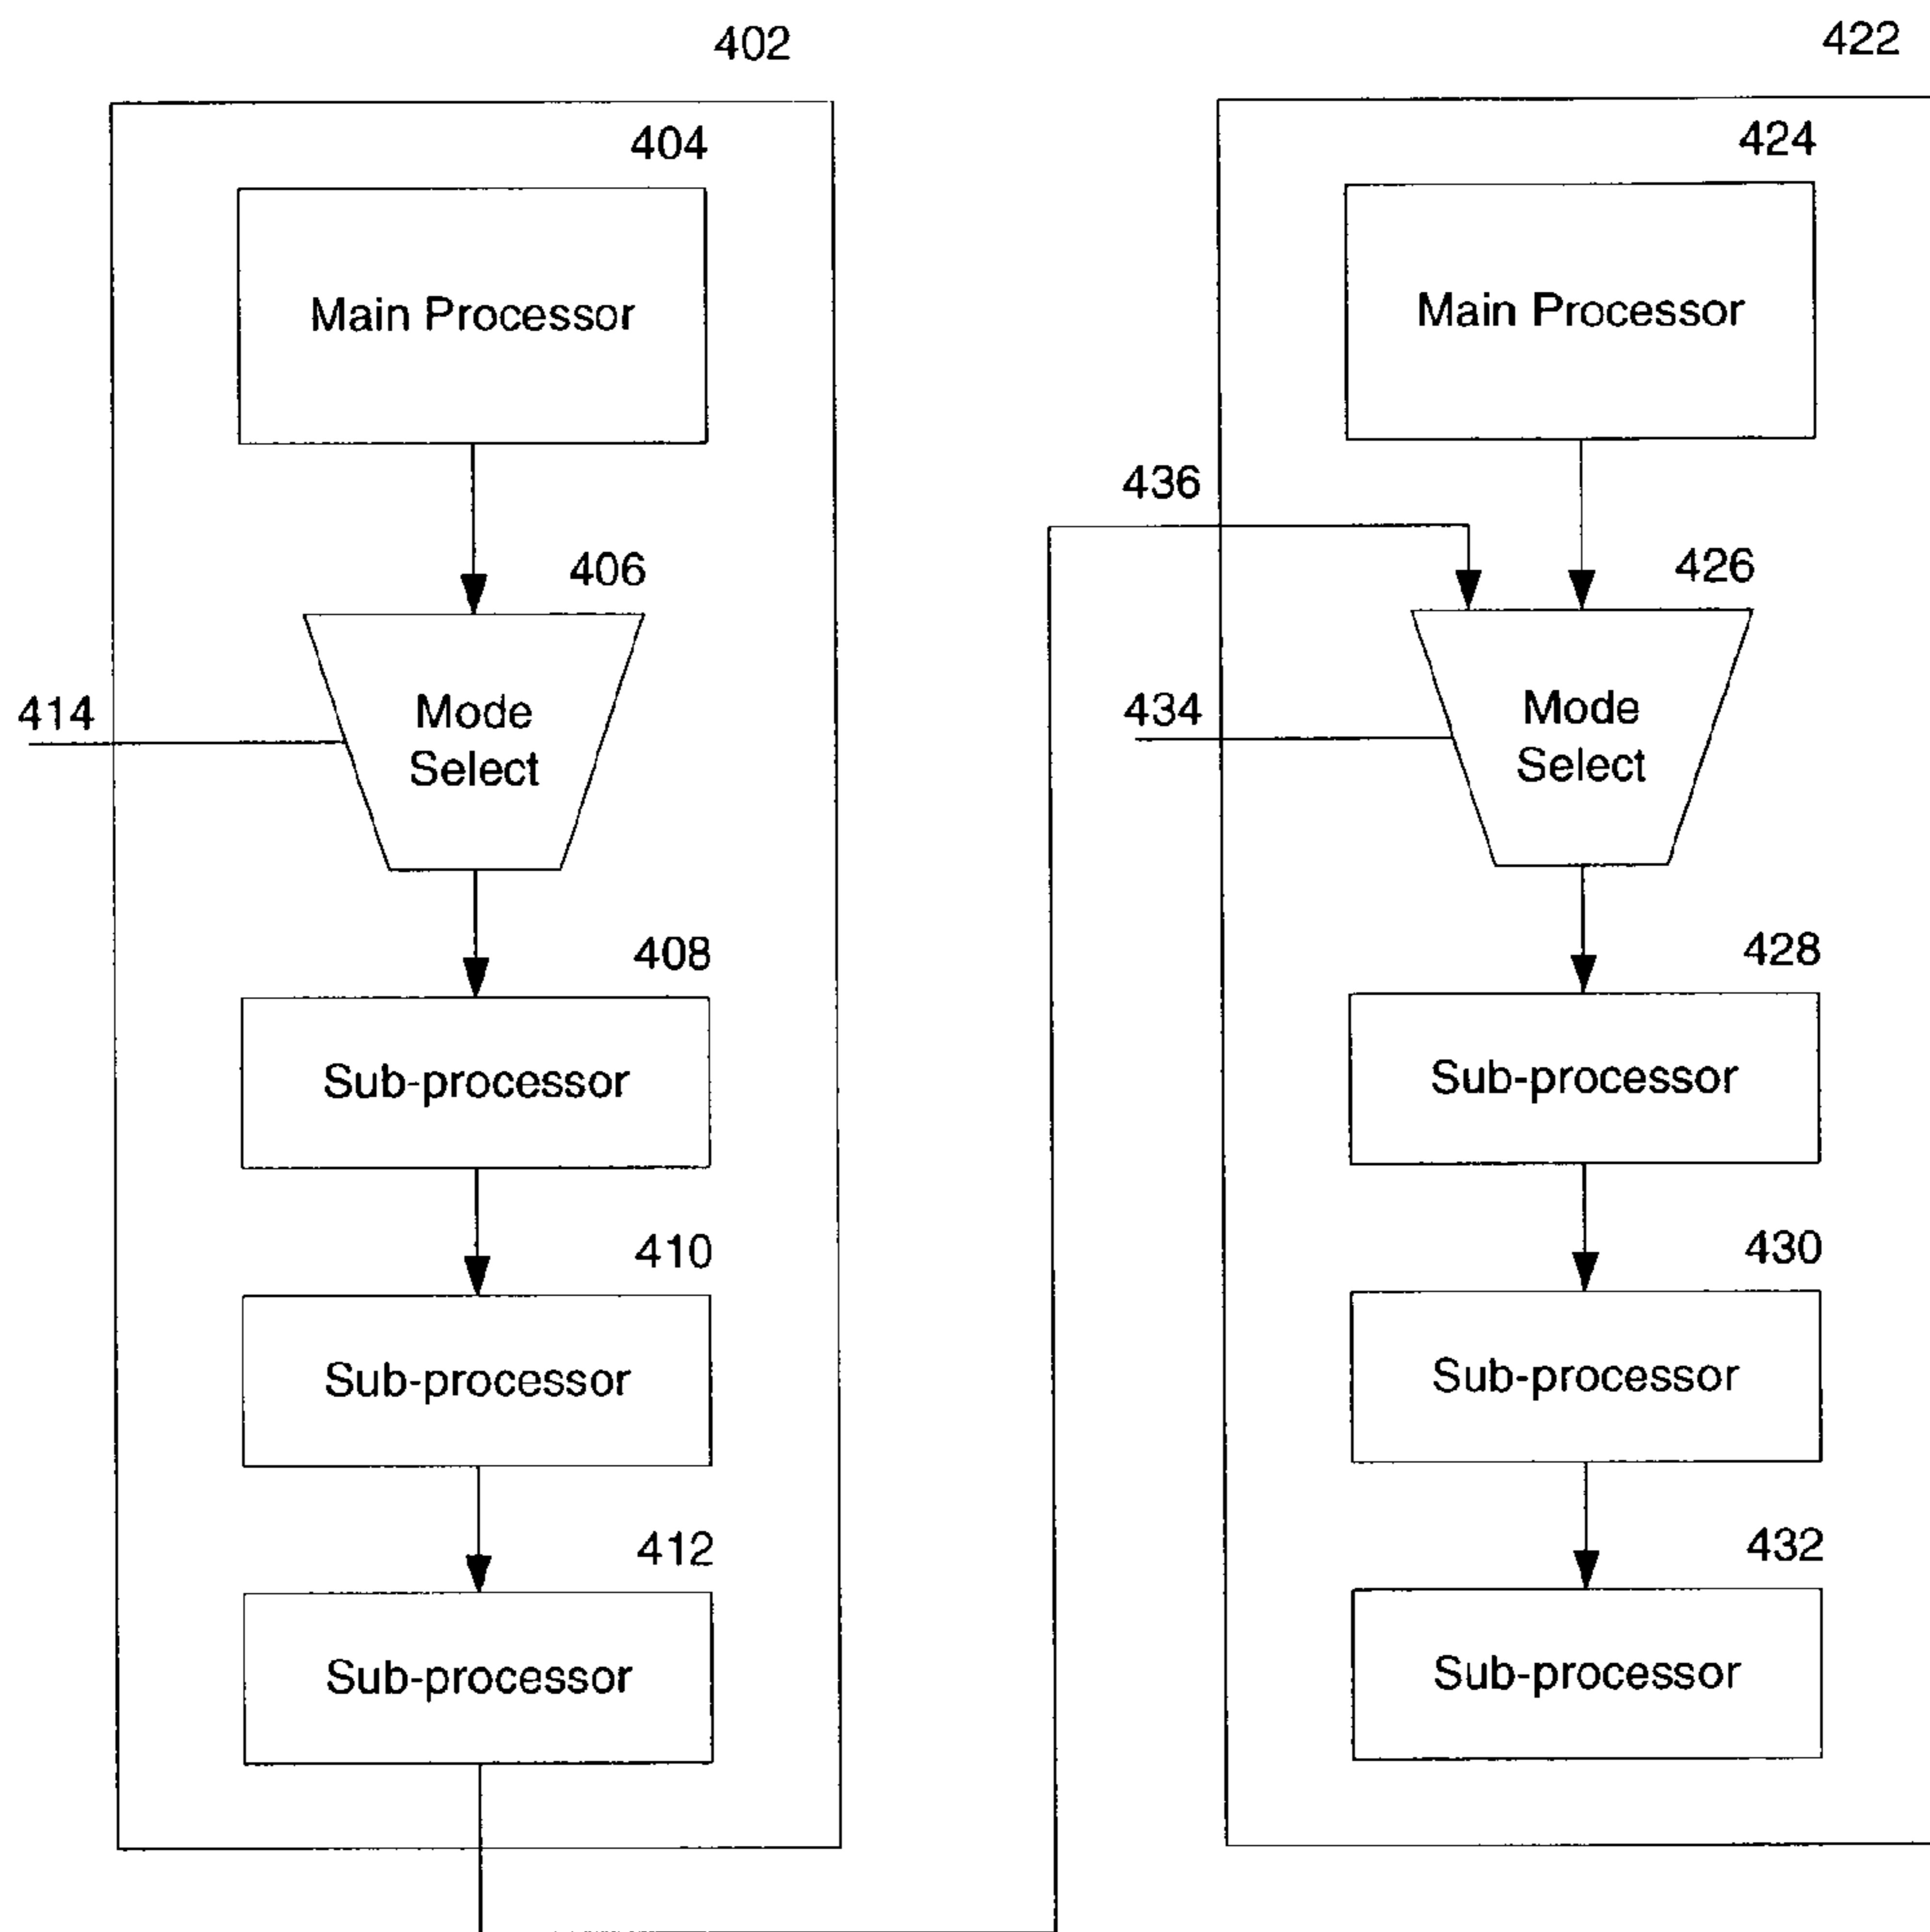 402
404
Main Processor
406
414
Mode
Select
408
Sub-processor
410
Sub-processor
412
Sub-processor
422
424
Main Processor
436
426
434
Mode
Select
428
Sub-processor
430
Sub-processor
432
Sub-processor